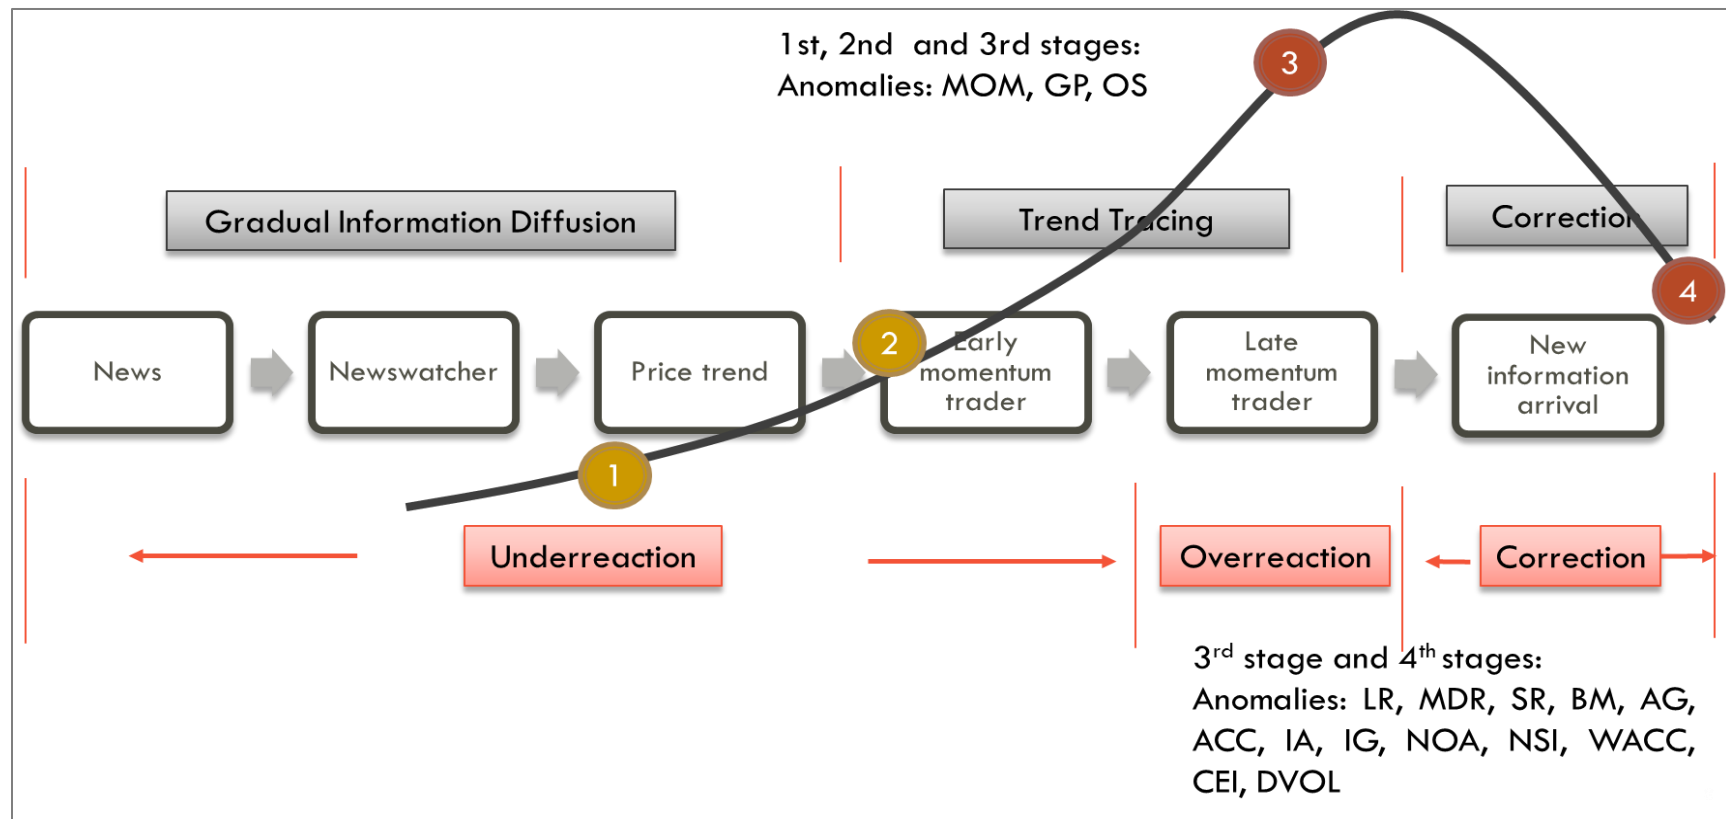 1st, 2nd and 3rd stages:
Anomalies: MOM, GP, OS
3
Gradual Information Diffusion
Trend Tracing
Correction
4
News
Newswatcher
Price trend
2
Early
momentum
trader
Late
momentum
trader
New
information
arrival
1
Underreaction
Overreaction
Correction
3rd stage and 4th stages:
Anomalies: LR, MDR, SR, BM, AG,
ACC, IA, IG, NOA, NSI, WACC,
CEI, DVOL